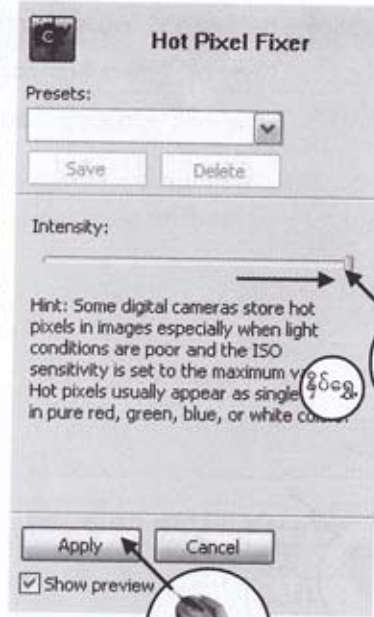 Hot Pixel Fixer
Presets:
Save Delete
Intensity:
Hint: Some digital cameras store hot
pixels in images especially when light
conditions are poor and the ISO
sensitivity is set to the maximum
Hot pixels usually appear as single
in pure red, green, blue, or white
နှိပ်ရွှေ့
Apply Cancel
Show preview